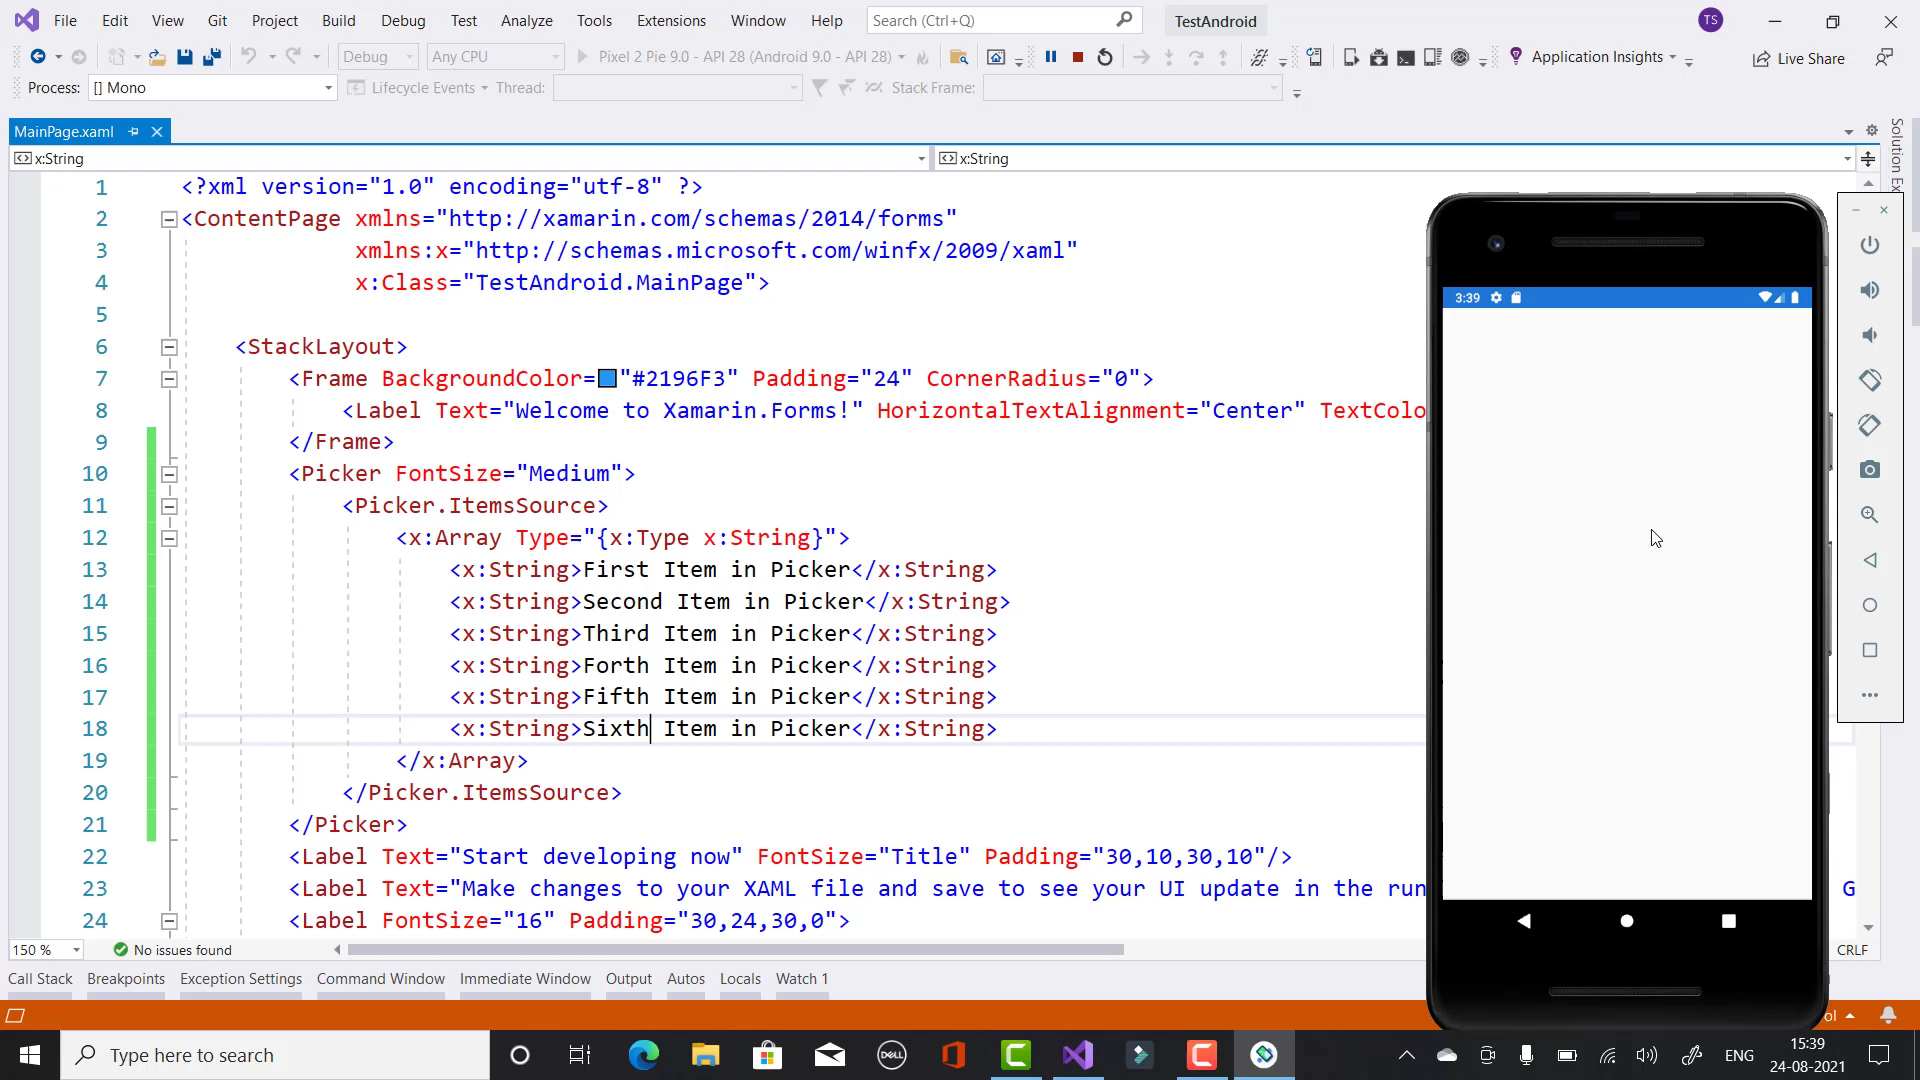 File Edit View Git Project Build Debug Test Analyze Tools Extensions Window Help Search (Ctrl+Q) TestAndroid TS
Debug Any CPU Pixel 2 Pie 9.0 - API 28 (Android 9.0 - API 28) Application Insights Live Share
Process: [] Mono Lifecycle Events Thread: Stack Frame:
MainPage.xaml
x:String x:String
Solution Ex
1 <?xml version="1.0" encoding="utf-8" ?>
2 <ContentPage xmlns="http://xamarin.com/schemas/2014/forms"
3 xmlns:x="http://schemas.microsoft.com/winfx/2009/xaml"
4 x:Class="TestAndroid.MainPage">
5
6 <StackLayout>
7 <Frame BackgroundColor="#2196F3" Padding="24" CornerRadius="0">
8 <Label Text="Welcome to Xamarin.Forms!" HorizontalTextAlignment="Center" TextColo
9 </Frame>
10 <Picker FontSize="Medium">
11 <Picker.ItemsSource>
12 <x:Array Type="{x:Type x:String}">
13 <x:String>First Item in Picker</x:String>
14 <x:String>Second Item in Picker</x:String>
15 <x:String>Third Item in Picker</x:String>
16 <x:String>Forth Item in Picker</x:String>
17 <x:String>Fifth Item in Picker</x:String>
18 <x:String>Sixth Item in Picker</x:String>
19 </x:Array>
20 </Picker.ItemsSource>
21 </Picker>
22 <Label Text="Start developing now" FontSize="Title" Padding="30,10,30,10"/>
23 <Label Text="Make changes to your XAML file and save to see your UI update in the run G
24 <Label FontSize="16" Padding="30,24,30,0">
3:39
150 % No issues found CRLF
Call Stack Breakpoints Exception Settings Command Window Immediate Window Output Autos Locals Watch 1
ol
Type here to search
DELL
ENG
15:39
24-08-2021